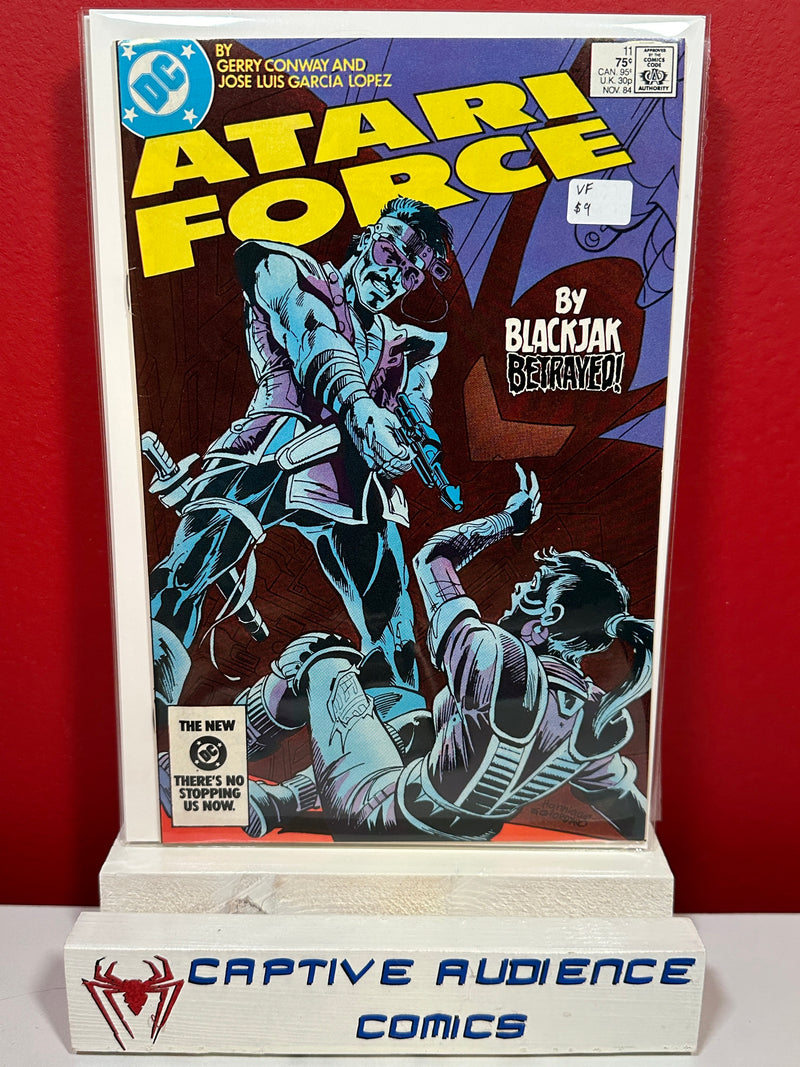 DC
BY
GERRY CONWAY AND
JOSE LUIS GARCIA LOPEZ
11
75¢
CAN. 95¢
U.K. 30p
NOV. 84
APPROVED
BY THE
COMICS
CODE
AUTHORITY
ATARI
FORCE
VF
$9
BY
BLACKJAK
BETRAYED!
THE NEW
DC
THERE'S NO
STOPPING
US NOW.
CAPTIVE AUDIENCE
COMICS